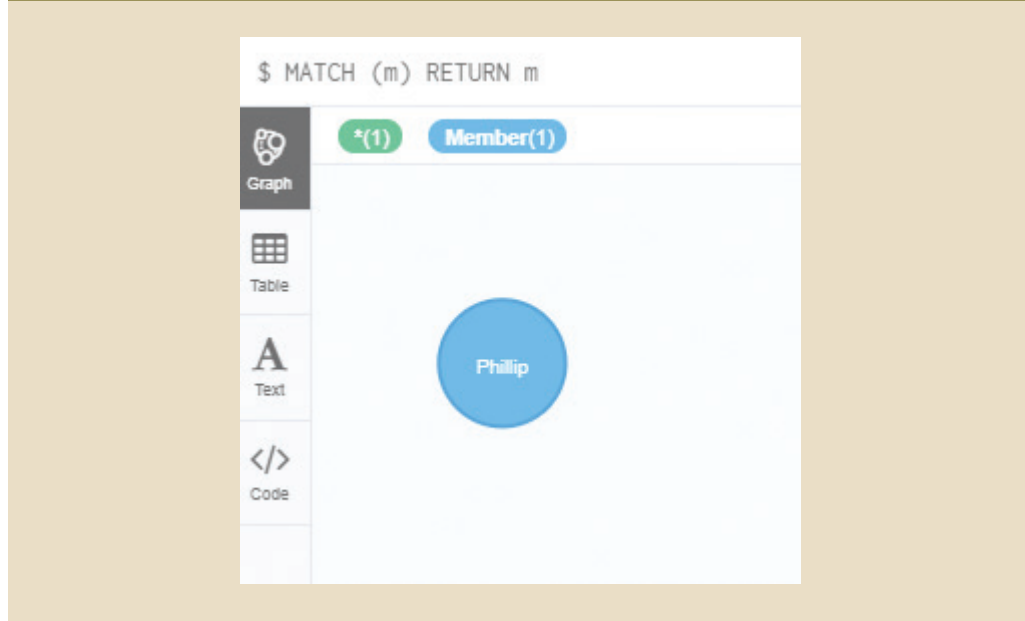 $ MATCH (m) RETURN m
*(1) Member(1)
Graph
Table
Phillip
A
Text
</>
Code